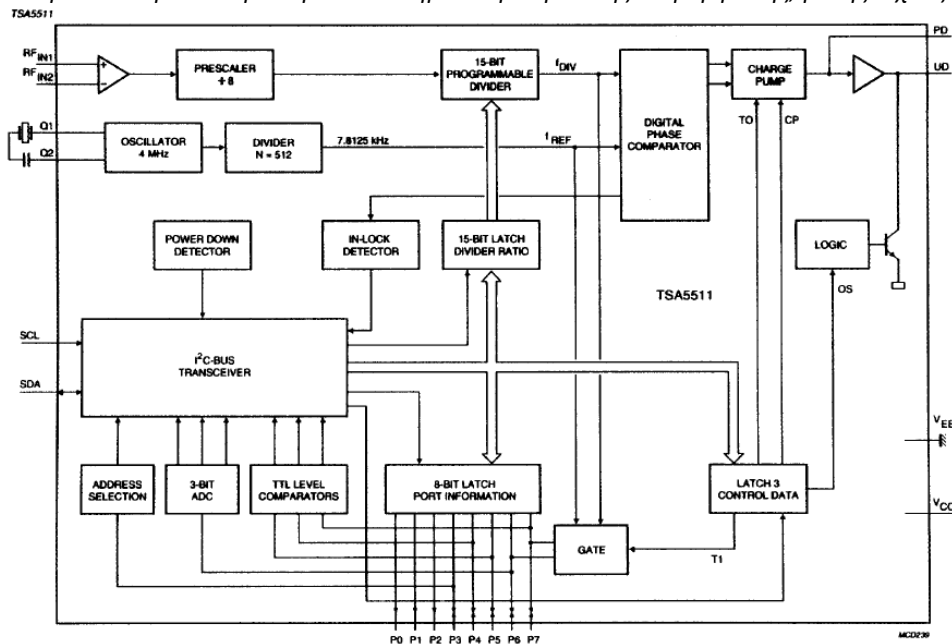 TSA5511
RF IN1
RF IN2
PRESCALER
÷ 8
15-BIT
PROGRAMMABLE
DIVIDER
fDIV
CHARGE
PUMP
PD
UD
TO
CP
Q1
Q2
OSCILLATOR
4 MHz
DIVIDER
N = 512
7.8125 kHz
fREF
DIGITAL
PHASE
COMPARATOR
POWER DOWN
DETECTOR
IN-LOCK
DETECTOR
15-BIT LATCH
DIVIDER RATIO
LOGIC
TSA5511
OS
SCL
SDA
I²C-BUS
TRANSCEIVER
VEE
ADDRESS
SELECTION
3-BIT
ADC
TTL LEVEL
COMPARATORS
8-BIT LATCH
PORT INFORMATION
LATCH 3
CONTROL DATA
VCC
GATE
T1
P0 P1 P2 P3 P4 P5 P6 P7
MCD239